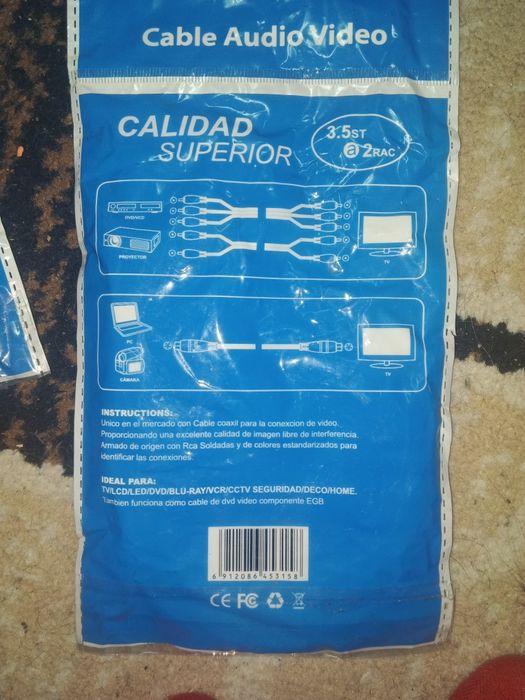 Cable Audio Video
CALIDAD
SUPERIOR
3.5ST
a 2RAC
DVD/VCD
PROYECTOR
TV
PC
CÁMARA
TV
INSTRUCTIONS:
Unico en el mercado con Cable coaxil para la conexcion de video.
Proporcionando una excelente calidad de imagen libre de interferencia.
Armado de origen con Rca Soldadas y de colores estandarizados para
identificar las conexiones.
IDEAL PARA:
TV/LCD/LED/DVD/BLU-RAY/VCR/CCTV SEGURIDAD/DECO/HOME.
Tambien funciona como cable de dvd video componente EGB
6 912086 453158
CE FC